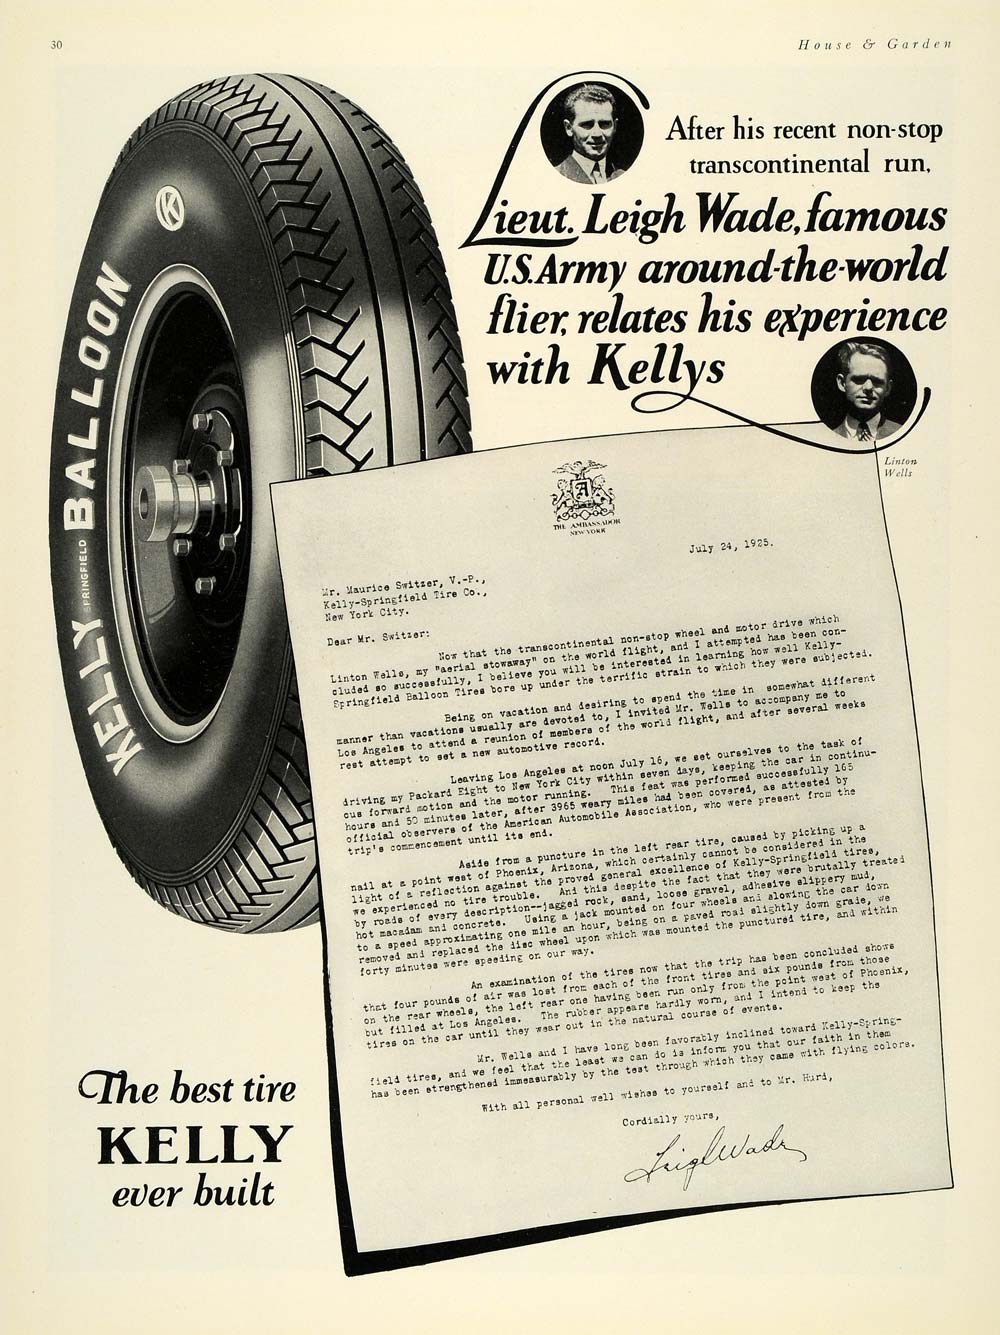 30
House & Garden
After his recent non-stop
transcontinental run,
Lieut. Leigh Wade, famous
U.S. Army around-the-world
flier, relates his experience
with Kellys
Linton
Wells
K
KELLY SPRINGFIELD BALLOON
A
THE AMBASSADOR
NEW YORK
July 24, 1925.
Mr. Maurice Switzer, V.-P.,
Kelly-Springfield Tire Co.,
New York City.
Dear Mr. Switzer:
Now that the transcontinental non-stop wheel and motor drive which
Linton Wells, my "aerial stowaway" on the world flight, and I attempted has been con-
cluded so successfully, I believe you will be interested in learning how well Kelly-
Springfield Balloon Tires bore up under the terrific strain to which they were subjected.
Being on vacation and desiring to spend the time in somewhat different
manner than vacations usually are devoted to, I invited Mr. Wells to accompany me to
Los Angeles to attend a reunion of members of the world flight, and after several weeks
rest attempt to set a new automotive record.
Leaving Los Angeles at noon July 16, we set ourselves to the task of
driving my Packard Eight to New York City within seven days, keeping the car in continu-
ous forward motion and the motor running. This feat was performed successfully 165
hours and 50 minutes later, after 3965 weary miles had been covered, as attested by
official observers of the American Automobile Association, who were present from the
trip's commencement until its end.
Aside from a puncture in the left rear tire, caused by picking up a
nail at a point west of Phoenix, Arizona, which certainly cannot be considered in the
light of a reflection against the proved general excellence of Kelly-Springfield tires,
we experienced no tire trouble. And this despite the fact that they were brutally treated
by roads of every description--jagged rock, sand, loose gravel, adhesive slippery mud,
hot macadam and concrete. Using a jack mounted on four wheels and slowing the car down
to a speed approximating one mile an hour, being on a paved road slightly down grade, we
removed and replaced the disc wheel upon which was mounted the punctured tire, and within
forty minutes were speeding on our way.
An examination of the tires now that the trip has been concluded shows
that four pounds of air was lost from each of the front tires and six pounds from those
on the rear wheels, the left rear one having been run only from the point west of Phoenix,
but filled at Los Angeles. The rubber appears hardly worn, and I intend to keep the
tires on the car until they wear out in the natural course of events.
Mr. Wells and I have long been favorably inclined toward Kelly-Spring-
field tires, and we feel that the least we can do is inform you that our faith in them
has been strengthened immeasurably by the test through which they came with flying colors.
With all personal well wishes to yourself and to Mr. Hurd,
Cordially yours,
Leigh Wade
The best tire
KELLY
ever built